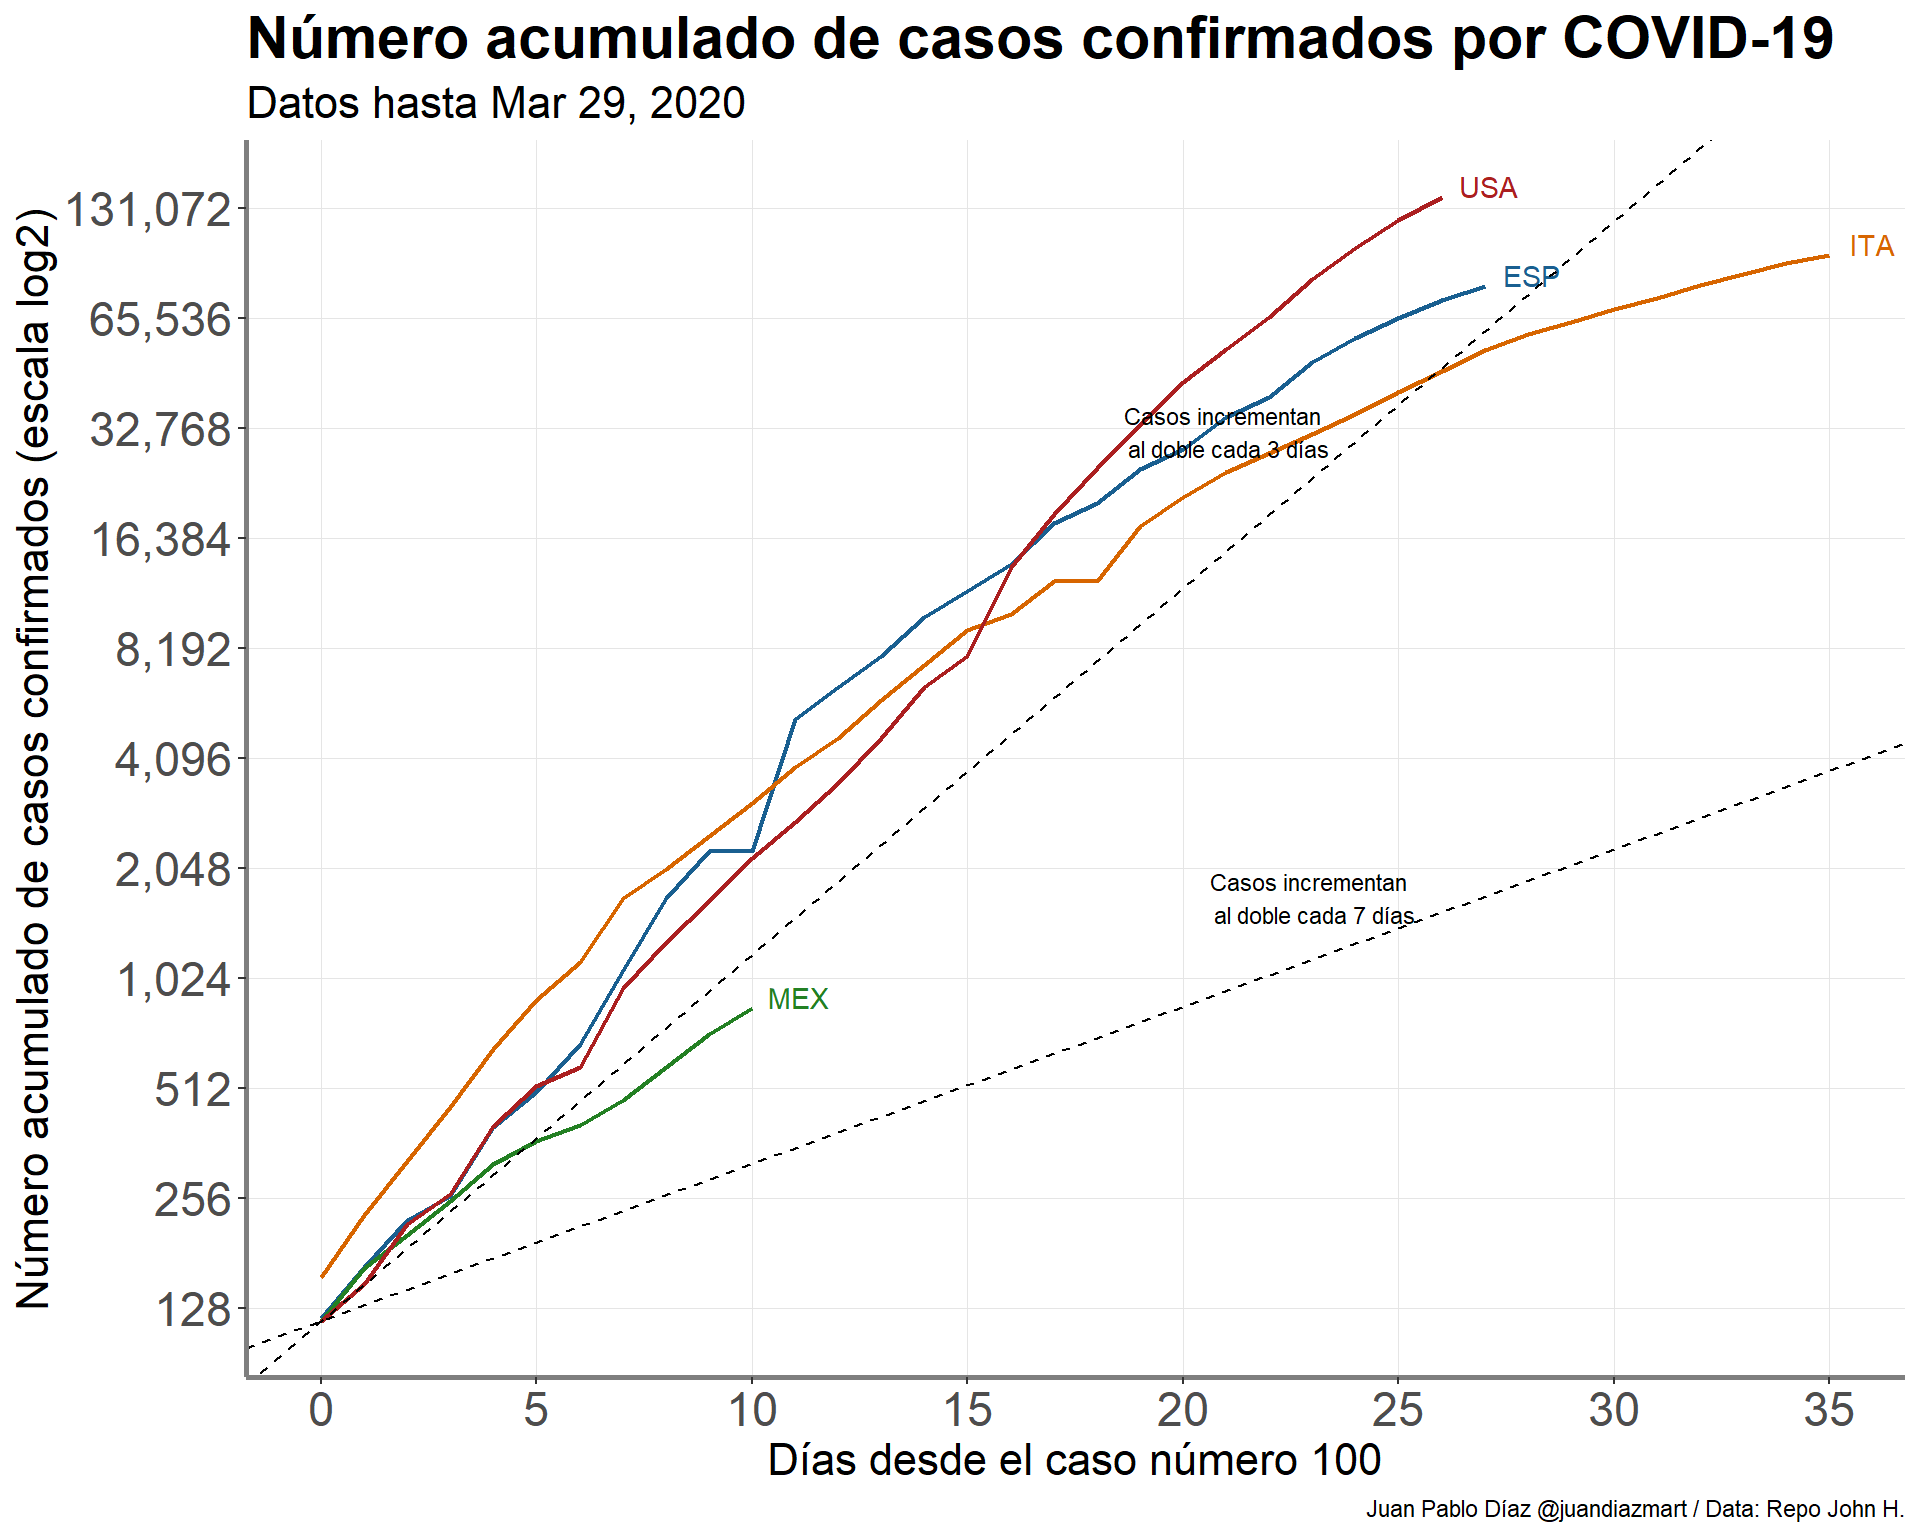 Número acumulado de casos confirmados por COVID-19
Datos hasta Mar 29, 2020
Número acumulado de casos confirmados (escala log2)
131,072
65,536
32,768
16,384
8,192
4,096
2,048
1,024
512
256
128
USA
ITA
ESP
Casos incrementan
al doble cada 3 días
Casos incrementan
al doble cada 7 días
MEX
0 5 10 15 20 25 30 35
Días desde el caso número 100
Juan Pablo Díaz @juandiazmart / Data: Repo John H.